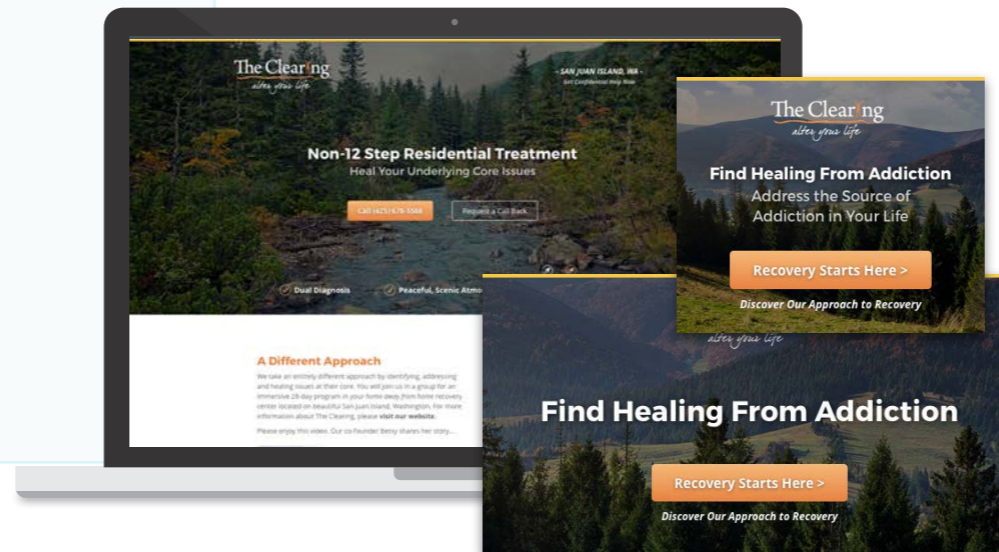 The Clearing
alter your life
~ SAN JUAN ISLAND, WA ~
Get Confidential Help Now
Non-12 Step Residential Treatment
Heal Your Underlying Core Issues
Call (425) 678-5568
Request a Call Back
Dual Diagnosis
Peaceful, Scenic Atmo
A Different Approach
We take an entirely different approach by identifying, addressing
and healing issues at their core. You will join us in a group for an
immersive 28-day program in your home away from home recovery
center located on beautiful San Juan Island, Washington. For more
information about The Clearing, please visit our website.
Please enjoy this video. Our co-founder Betsy shares her story...
The Clearing
alter your life
Find Healing From Addiction
Address the Source of
Addiction in Your Life
Recovery Starts Here >
Discover Our Approach to Recovery
alter your life
Find Healing From Addiction
Recovery Starts Here >
Discover Our Approach to Recovery